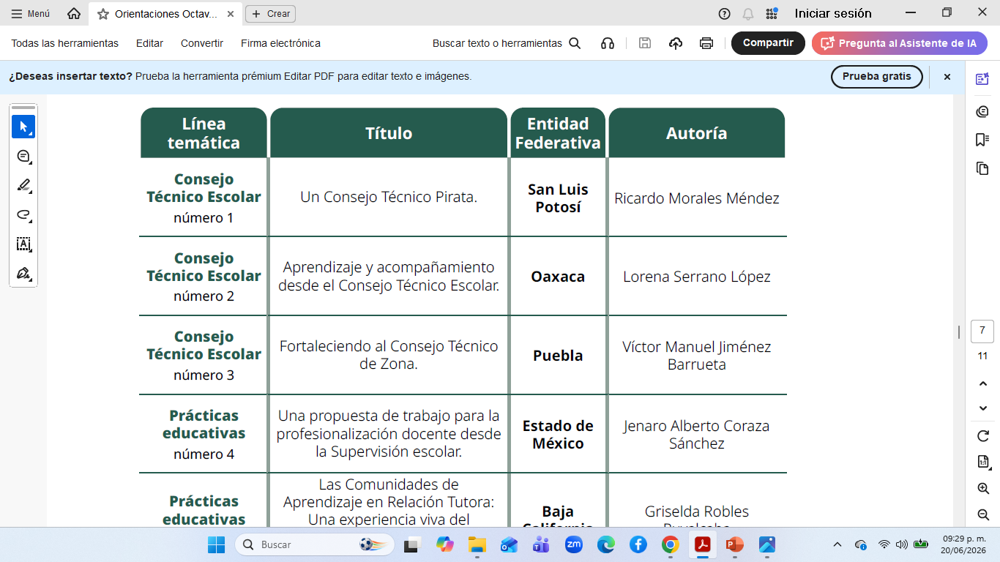 Menú
Orientaciones Octav...
Crear
Iniciar sesión
Todas las herramientas
Editar
Convertir
Firma electrónica
Buscar texto o herramientas
Compartir
Pregunta al Asistente de IA
¿Deseas insertar texto? Prueba la herramienta prémium Editar PDF para editar texto e imágenes.
Prueba gratis
Línea
temática
Título
Entidad
Federativa
Autoría
Consejo
Técnico Escolar
número 1
Un Consejo Técnico Pirata.
San Luis
Potosí
Ricardo Morales Méndez
Consejo
Técnico Escolar
número 2
Aprendizaje y acompañamiento
desde el Consejo Técnico Escolar.
Oaxaca
Lorena Serrano López
Consejo
Técnico Escolar
número 3
Fortaleciendo al Consejo Técnico
de Zona.
Puebla
Víctor Manuel Jiménez
Barrueta
Prácticas
educativas
número 4
Una propuesta de trabajo para la
profesionalización docente desde
la Supervisión escolar.
Estado de
México
Jenaro Alberto Coraza
Sánchez
Prácticas
educativas
Las Comunidades de
Aprendizaje en Relación Tutora:
Una experiencia viva del
Baja
California
Griselda Robles
7
11
1:1
Buscar
zm
09:29 p. m.
20/06/2026